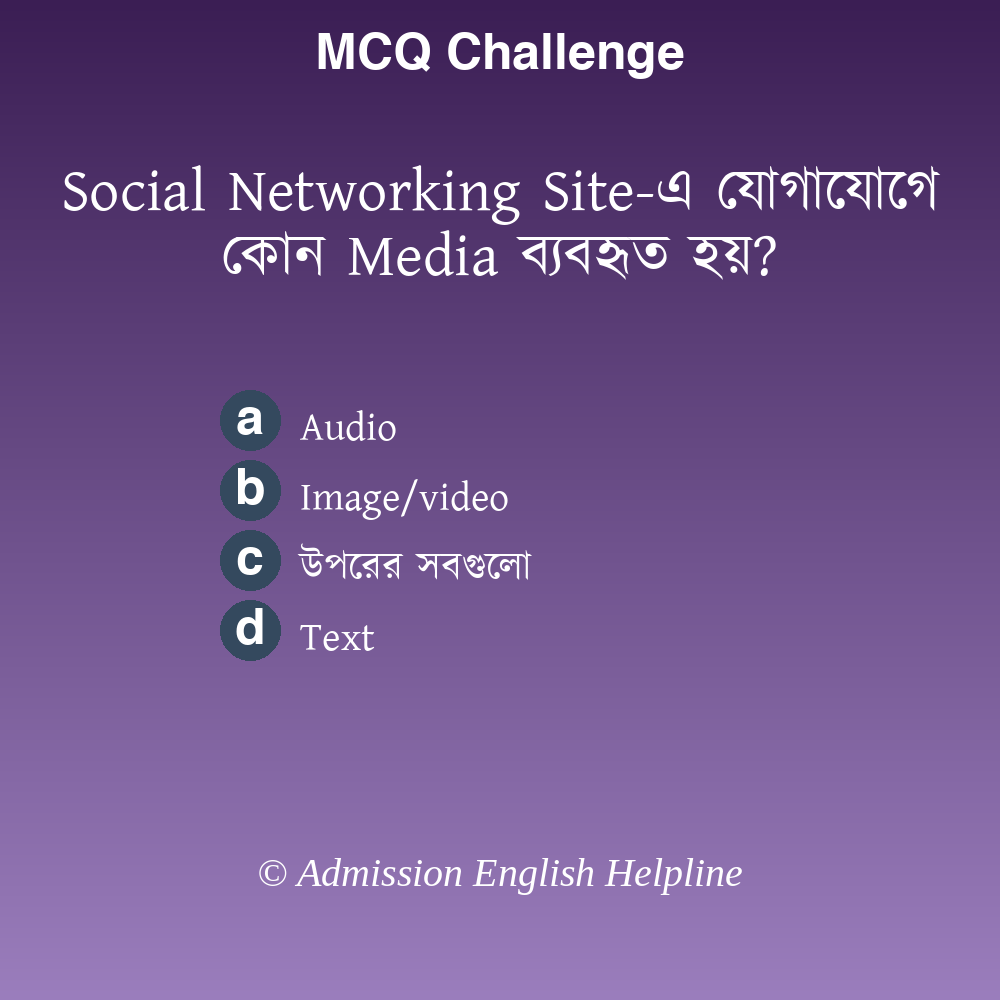 MCQ Challenge
Social Networking Site-এ যোগাযোগে
কোন Media ব্যবহৃত হয়?
a Audio
b Image/video
c উপরের সবগুলো
d Text
© Admission English Helpline